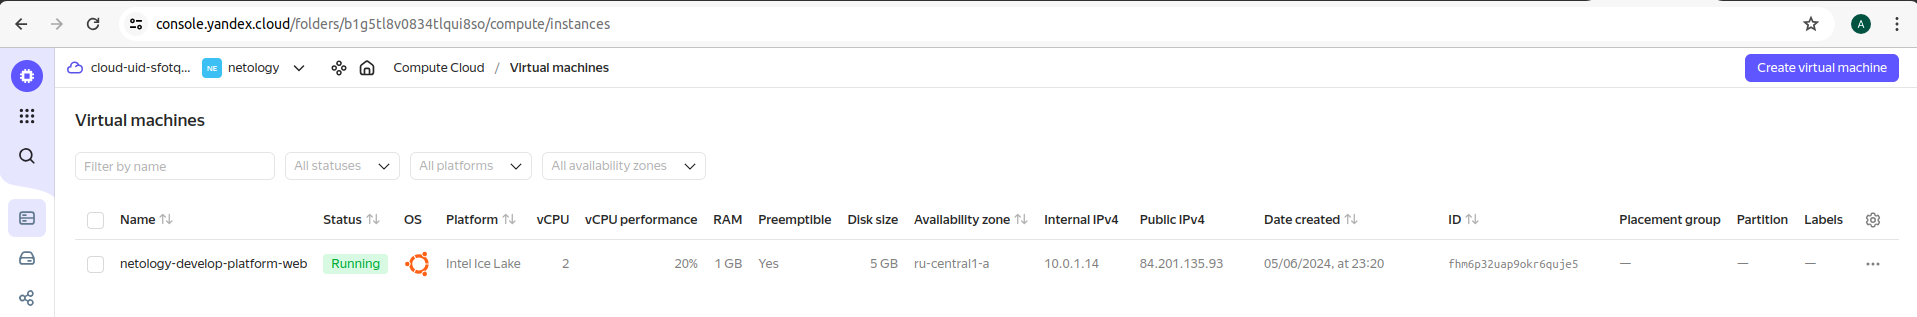 console.yandex.cloud/folders/b1g5tl8v0834tlqui8so/compute/instances
A
cloud-uid-sfotq... NE netology Compute Cloud / Virtual machines Create virtual machine
Virtual machines
Filter by name All statuses All platforms All availability zones
Name Status OS Platform vCPU vCPU performance RAM Preemptible Disk size Availability zone Internal IPv4 Public IPv4 Date created ID Placement group Partition Labels
netology-develop-platform-web Running Intel Ice Lake 2 20% 1 GB Yes 5 GB ru-central1-a 10.0.1.14 84.201.135.93 05/06/2024, at 23:20 fhm6p32uap9okr6quje5 — — —